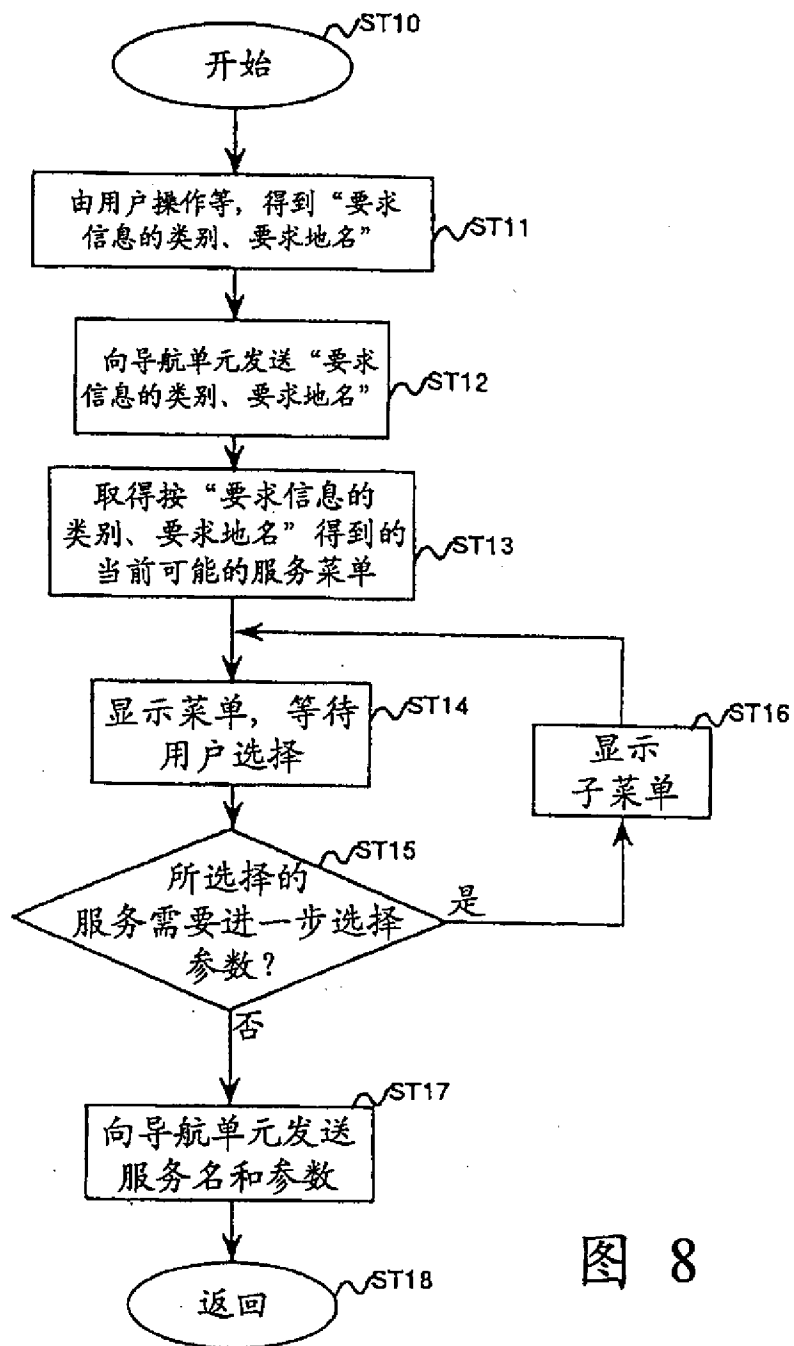 ST10
开始
由用户操作等，得到“要求
信息的类别、要求地名”
ST11
向导航单元发送“要求
信息的类别、要求地名”
ST12
取得按“要求信息的
类别、要求地名”得到的
当前可能的服务菜单
ST13
显示菜单，等待
用户选择
ST14
ST16
显示
子菜单
ST15
所选择的
服务需要进一步选择
参数？
是
否
ST17
向导航单元发送
服务名和参数
ST18
返回
图 8